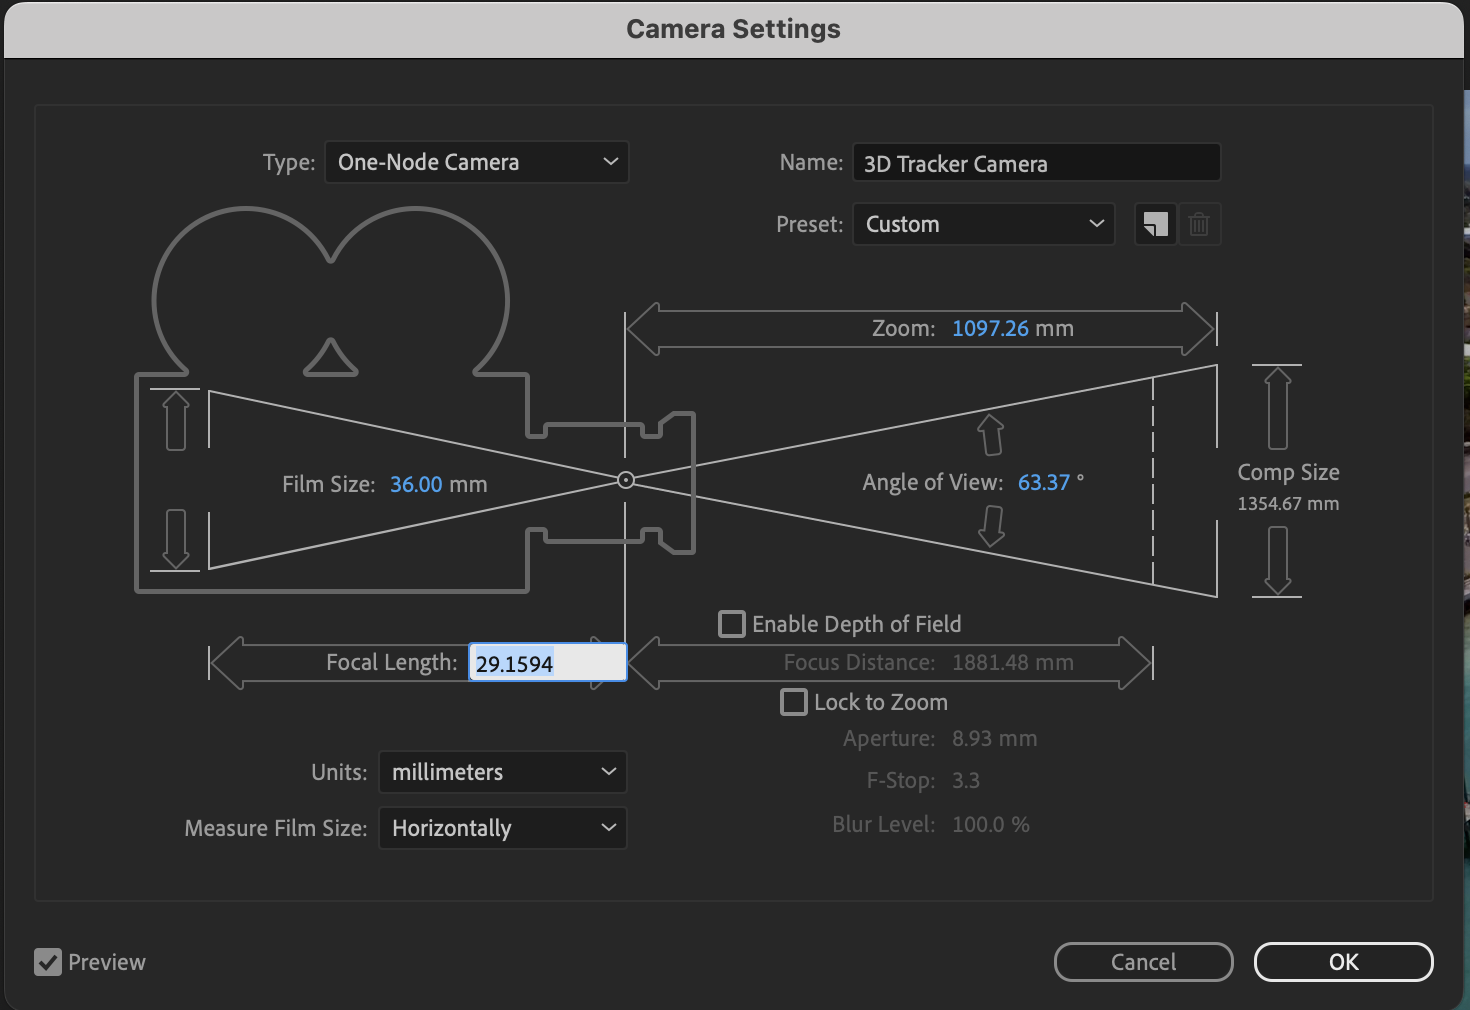 Camera Settings
Type: One-Node Camera
Name: 3D Tracker Camera
Preset: Custom
Zoom: 1097.26 mm
Film Size: 36.00 mm
Angle of View: 63.37 °
Comp Size
1354.67 mm
Enable Depth of Field
Focal Length: 29.1594
Focus Distance: 1881.48 mm
Lock to Zoom
Aperture: 8.93 mm
Units: millimeters
F-Stop: 3.3
Measure Film Size: Horizontally
Blur Level: 100.0 %
Preview
Cancel
OK